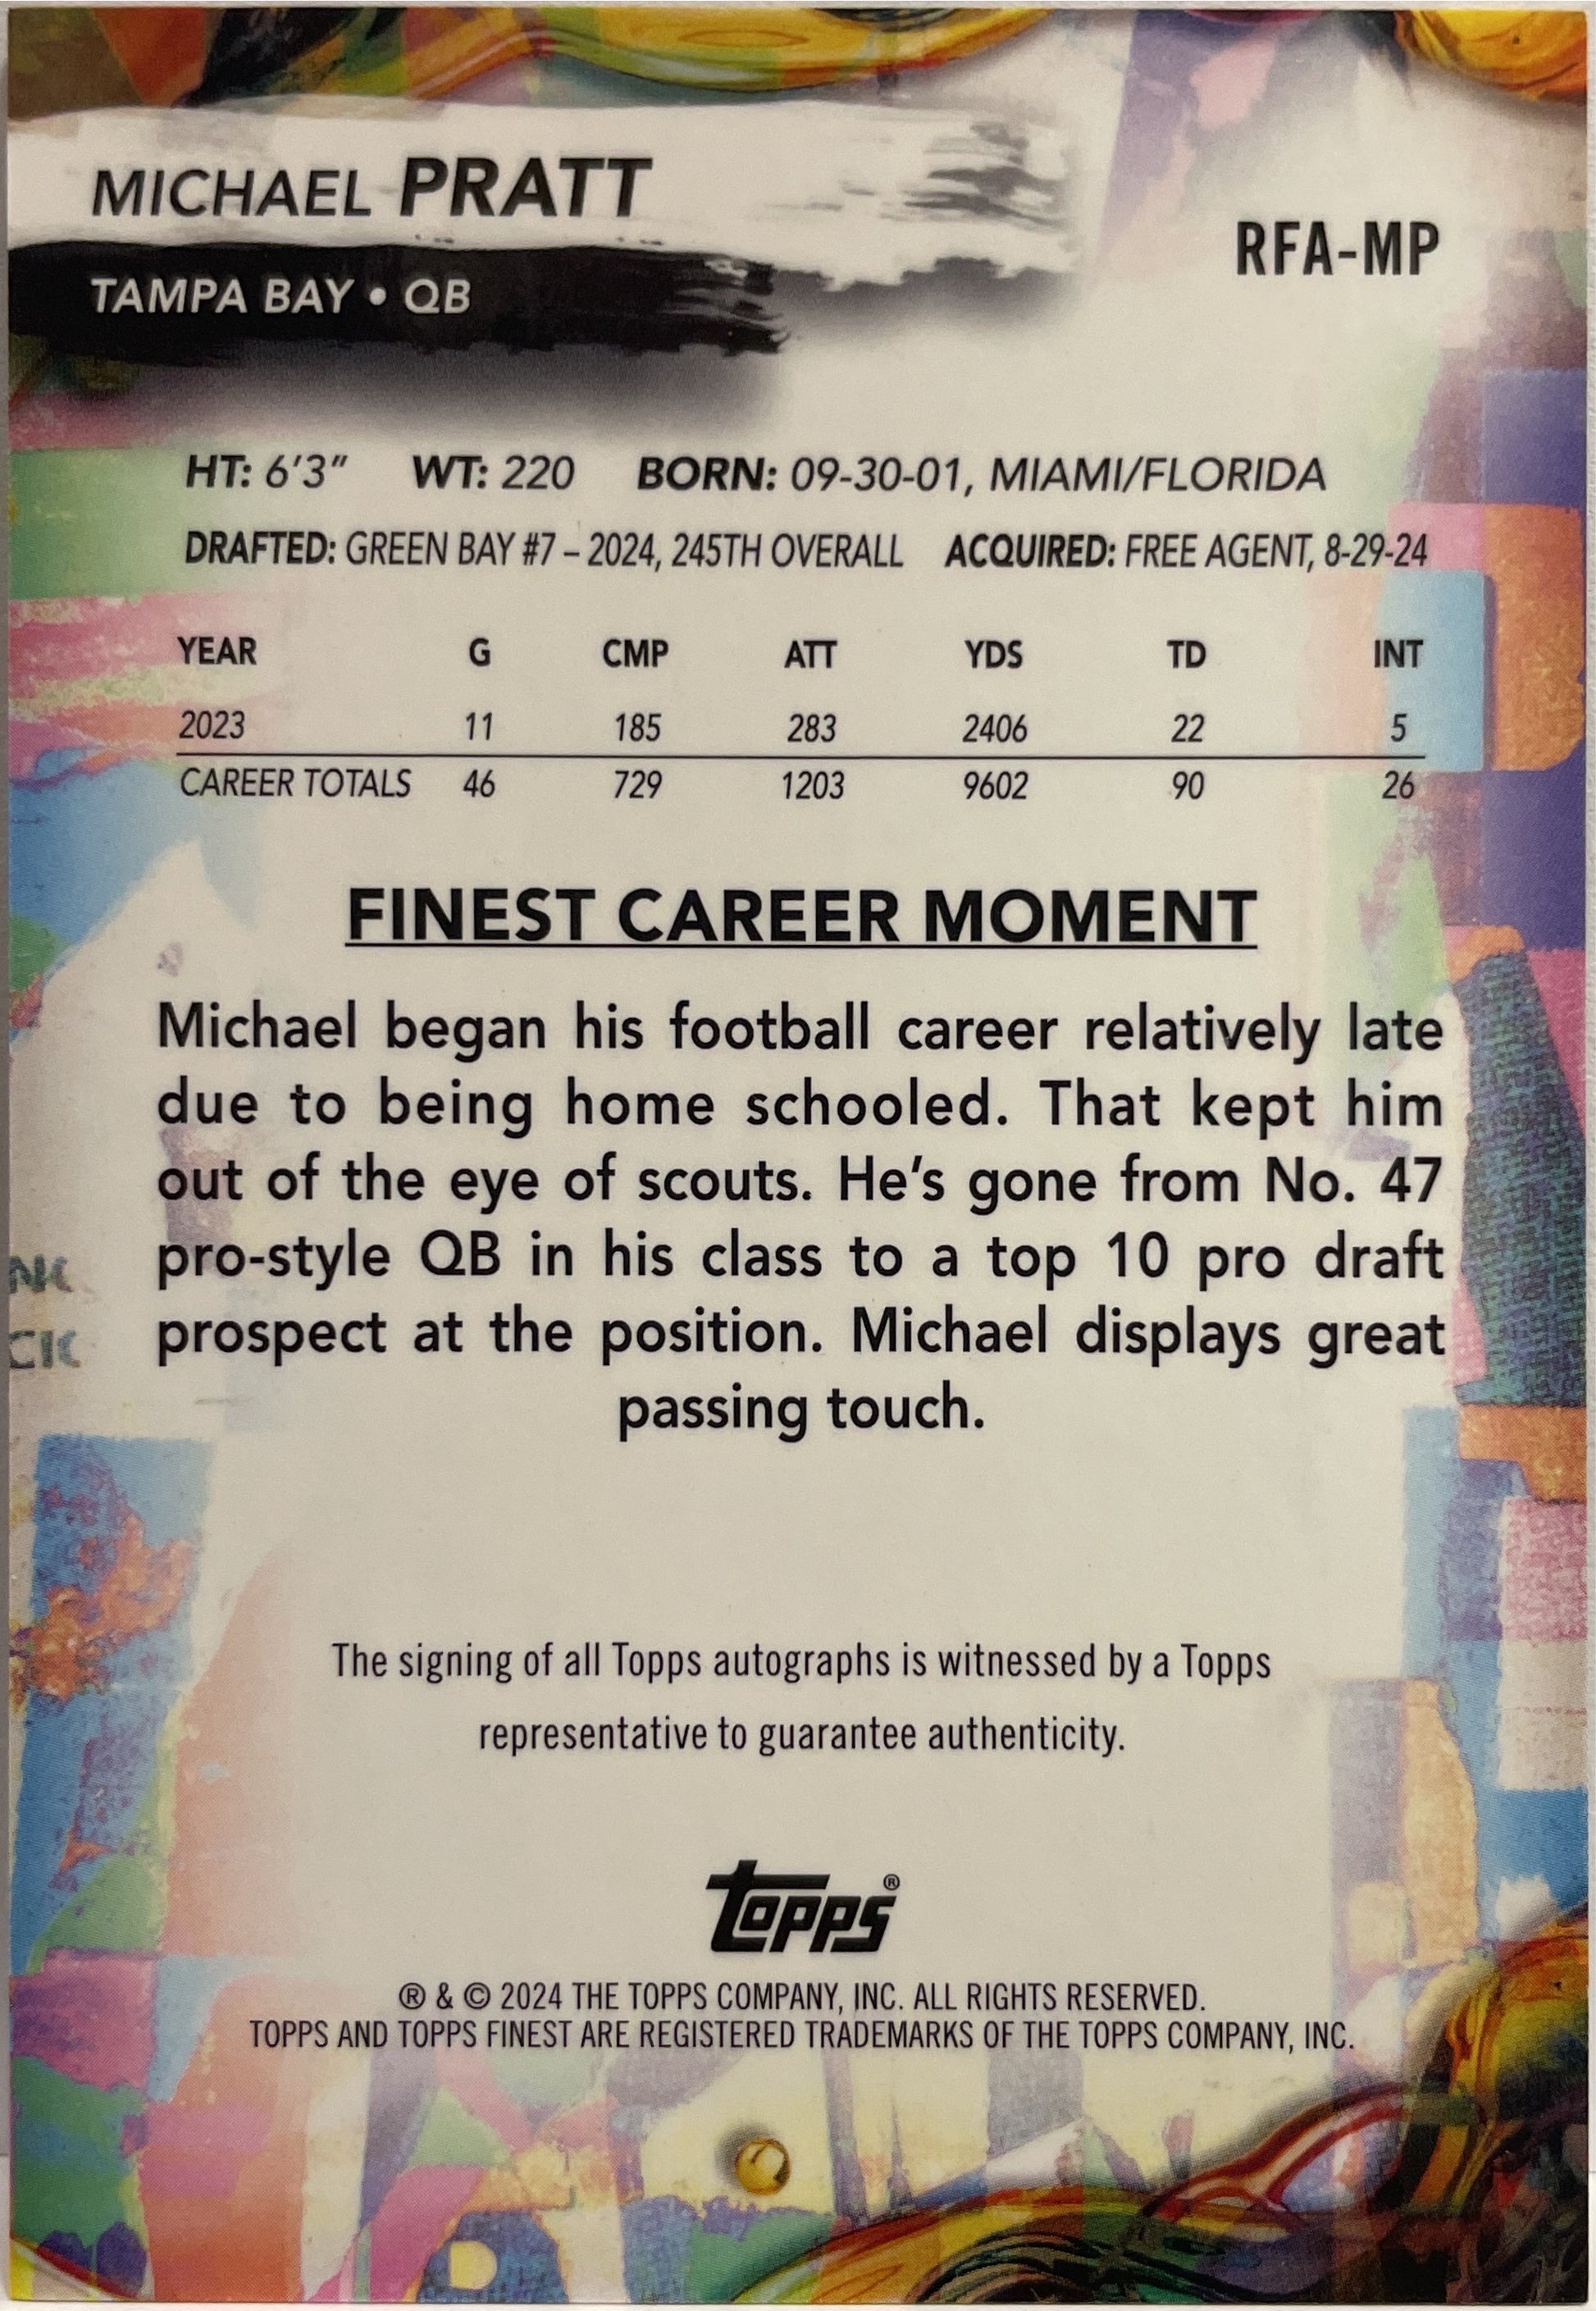 MICHAEL PRATT
RFA-MP
TAMPA BAY • QB
HT: 6'3" WT: 220 BORN: 09-30-01, MIAMI/FLORIDA
DRAFTED: GREEN BAY #7 – 2024, 245TH OVERALL ACQUIRED: FREE AGENT, 8-29-24
YEAR G CMP ATT YDS TD INT
2023 11 185 283 2406 22 5
CAREER TOTALS 46 729 1203 9602 90 26
FINEST CAREER MOMENT
Michael began his football career relatively late
due to being home schooled. That kept him
out of the eye of scouts. He's gone from No. 47
pro-style QB in his class to a top 10 pro draft
prospect at the position. Michael displays great
passing touch.
The signing of all Topps autographs is witnessed by a Topps
representative to guarantee authenticity.
Topps®
® & © 2024 THE TOPPS COMPANY, INC. ALL RIGHTS RESERVED.
TOPPS AND TOPPS FINEST ARE REGISTERED TRADEMARKS OF THE TOPPS COMPANY, INC.